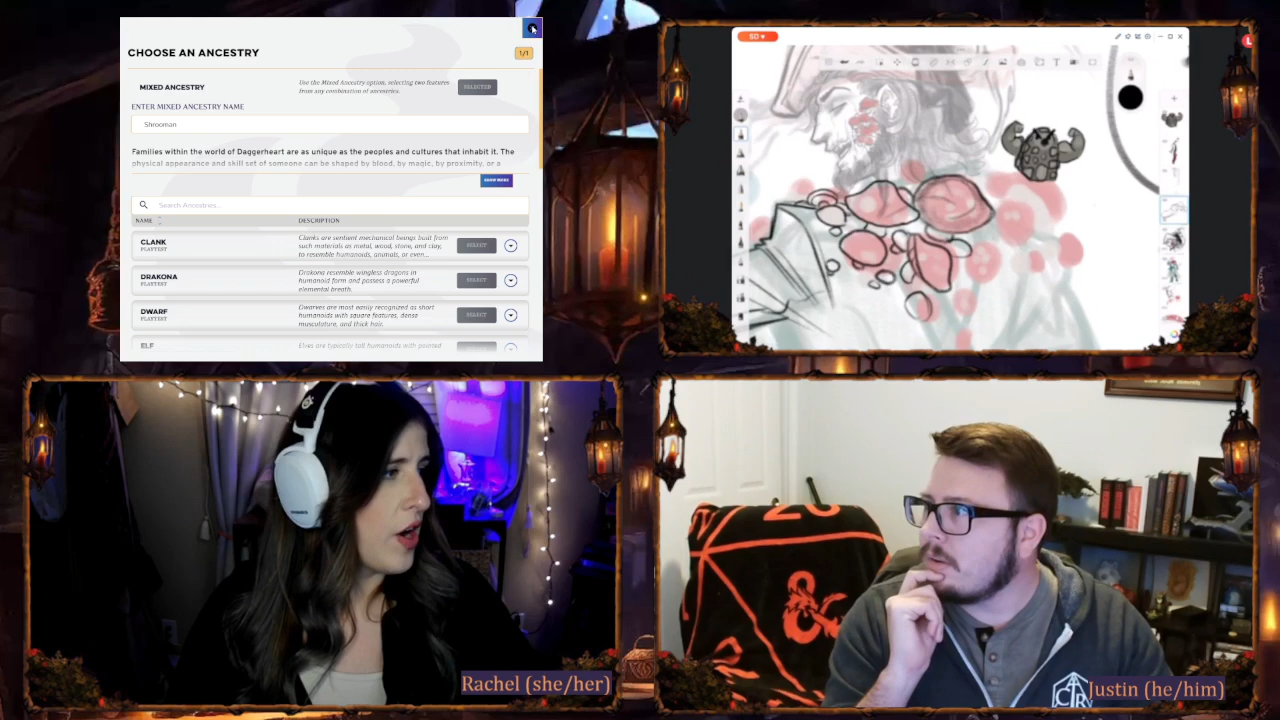 CHOOSE AN ANCESTRY
1/1
MIXED ANCESTRY
Use the Mixed Ancestry option, selecting two features
from any combination of ancestries.
SELECTED
ENTER MIXED ANCESTRY NAME
Shrooman
Families within the world of Daggerheart are as unique as the peoples and cultures that inhabit it. The
physical appearance and skill set of someone can be shaped by blood, by magic, by proximity, or a
SHOW MORE
Search Ancestries...
NAME
DESCRIPTION
CLANK
PLAYTEST
Clanks are sentient mechanical beings built from
such materials as metal, wood, stone, and clay,
to resemble humanoids, animals, or even...
SELECT
DRAKONA
PLAYTEST
Drakona resemble wingless dragons in
humanoid form and possess a powerful
elemental breath.
SELECT
DWARF
PLAYTEST
Dwarves are most easily recognized as short
humanoids with square features, dense
musculature, and thick hair.
SELECT
ELF
Elves are typically tall humanoids with pointed
SD
L
20
CTR
Rachel (she/her)
Justin (he/him)